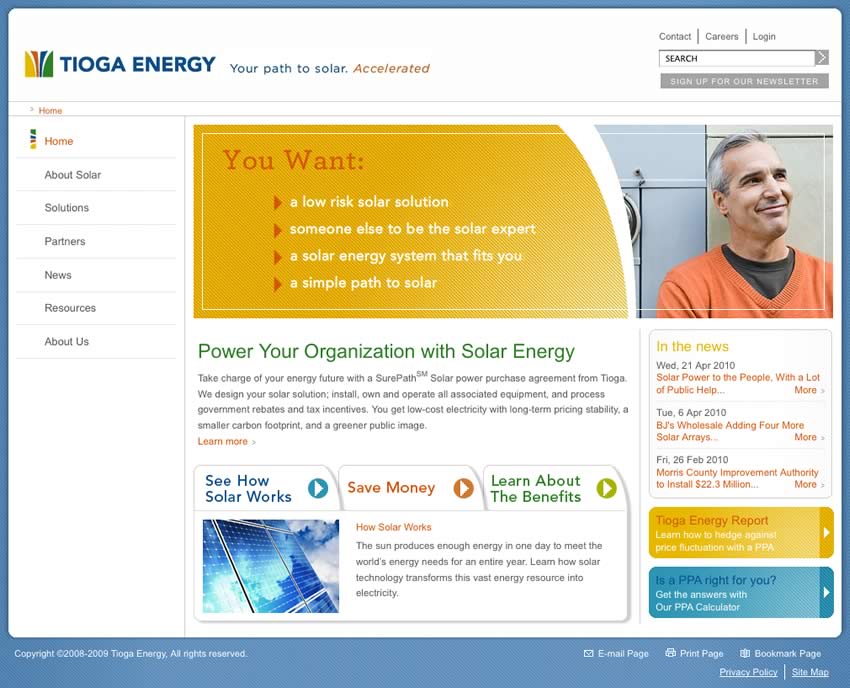 Contact
Careers
Login
TIOGA ENERGY
Your path to solar. Accelerated
SEARCH
SIGN UP FOR OUR NEWSLETTER
> Home
Home
About Solar
Solutions
Partners
News
Resources
About Us
You Want:
a low risk solar solution
someone else to be the solar expert
a solar energy system that fits you
a simple path to solar
Power Your Organization with Solar Energy
Take charge of your energy future with a SurePathSM Solar power purchase agreement from Tioga.
We design your solar solution; install, own and operate all associated equipment, and process
government rebates and tax incentives. You get low-cost electricity with long-term pricing stability, a
smaller carbon footprint, and a greener public image.
Learn more >
See How
Solar Works
Save Money
Learn About
The Benefits
How Solar Works
The sun produces enough energy in one day to meet the
world's energy needs for an entire year. Learn how solar
technology transforms this vast energy resource into
electricity.
In the news
Wed, 21 Apr 2010
Solar Power to the People, With a Lot
of Public Help... More >
Tue, 6 Apr 2010
BJ's Wholesale Adding Four More
Solar Arrays... More >
Fri, 26 Feb 2010
Morris County Improvement Authority
to Install $22.3 Million... More >
Tioga Energy Report
Learn how to hedge against
price fluctuation with a PPA
Is a PPA right for you?
Get the answers with
Our PPA Calculator
Copyright ©2008-2009 Tioga Energy, All rights reserved.
E-mail Page
Print Page
Bookmark Page
Privacy Policy
Site Map